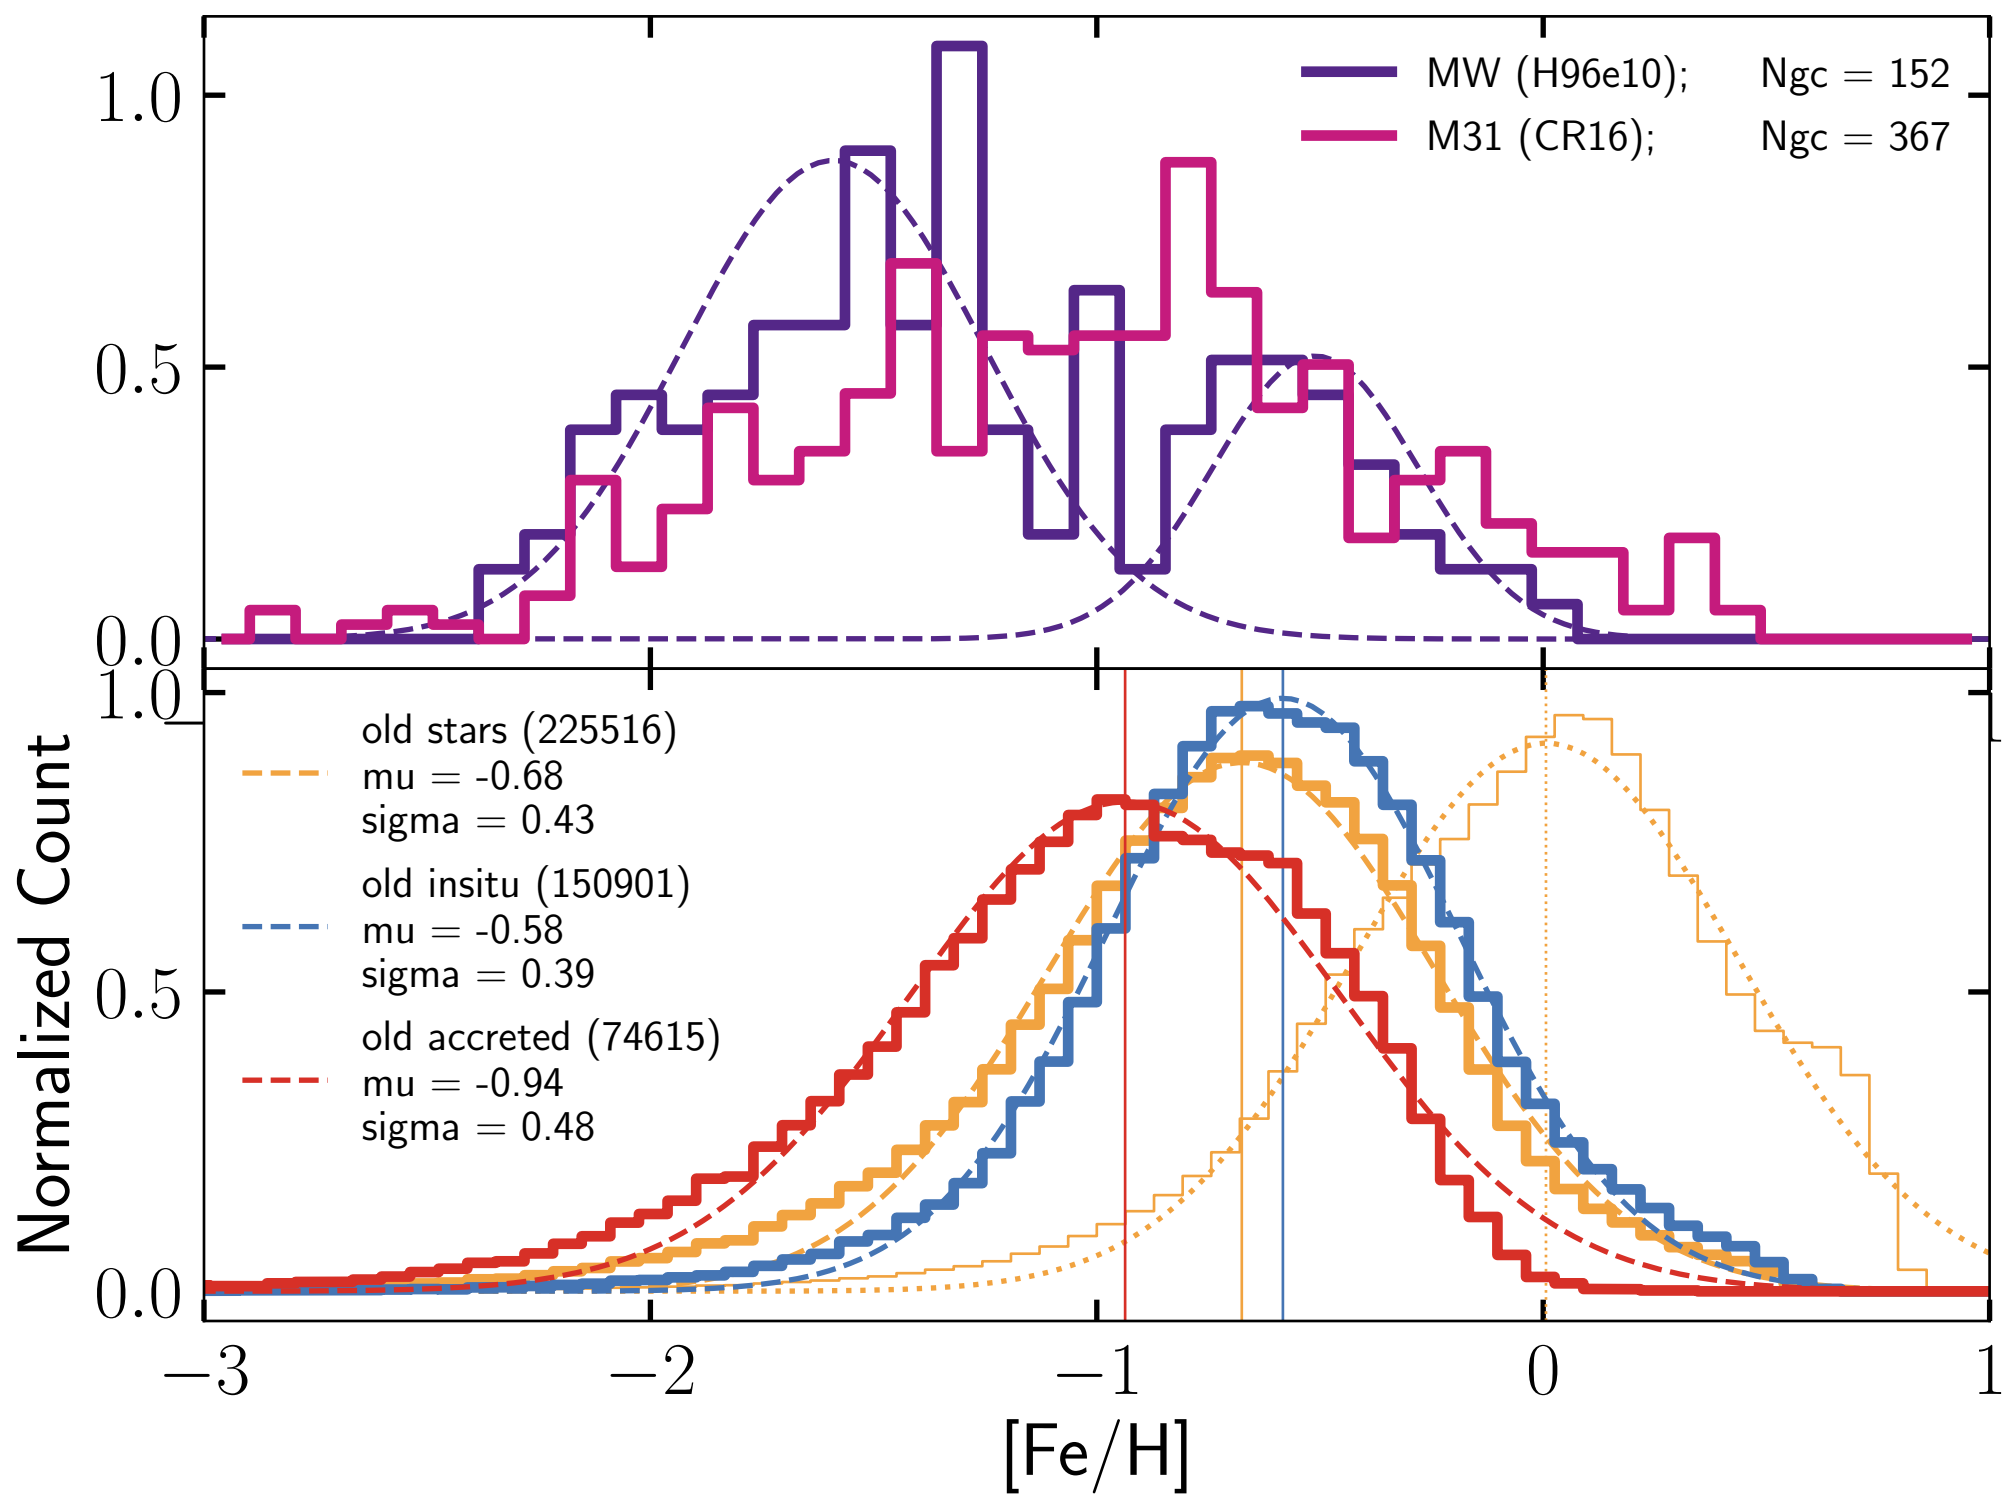 1.0
0.5
0.0
MW (H96e10); Ngc = 152
M31 (CR16); Ngc = 367
1.0
0.5
0.0
Normalized Count
old stars (225516)
mu = -0.68
sigma = 0.43
old insitu (150901)
mu = -0.58
sigma = 0.39
old accreted (74615)
mu = -0.94
sigma = 0.48
−3 −2 −1 0 1
[Fe/H]